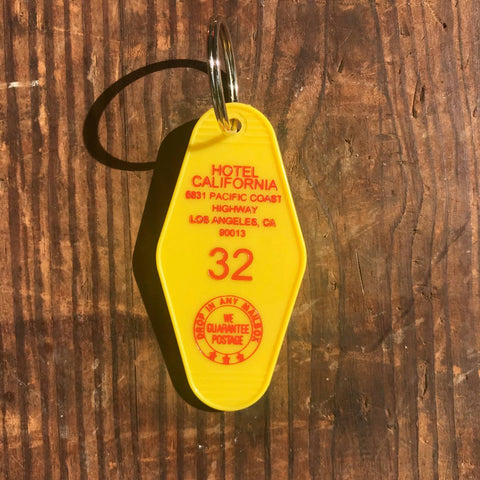 HOTEL
CALIFORNIA
6831 PACIFIC COAST
HIGHWAY
LOS ANGELES, CA
90013
32
DROP IN ANY MAILBOX
WE
GUARANTEE
POSTAGE